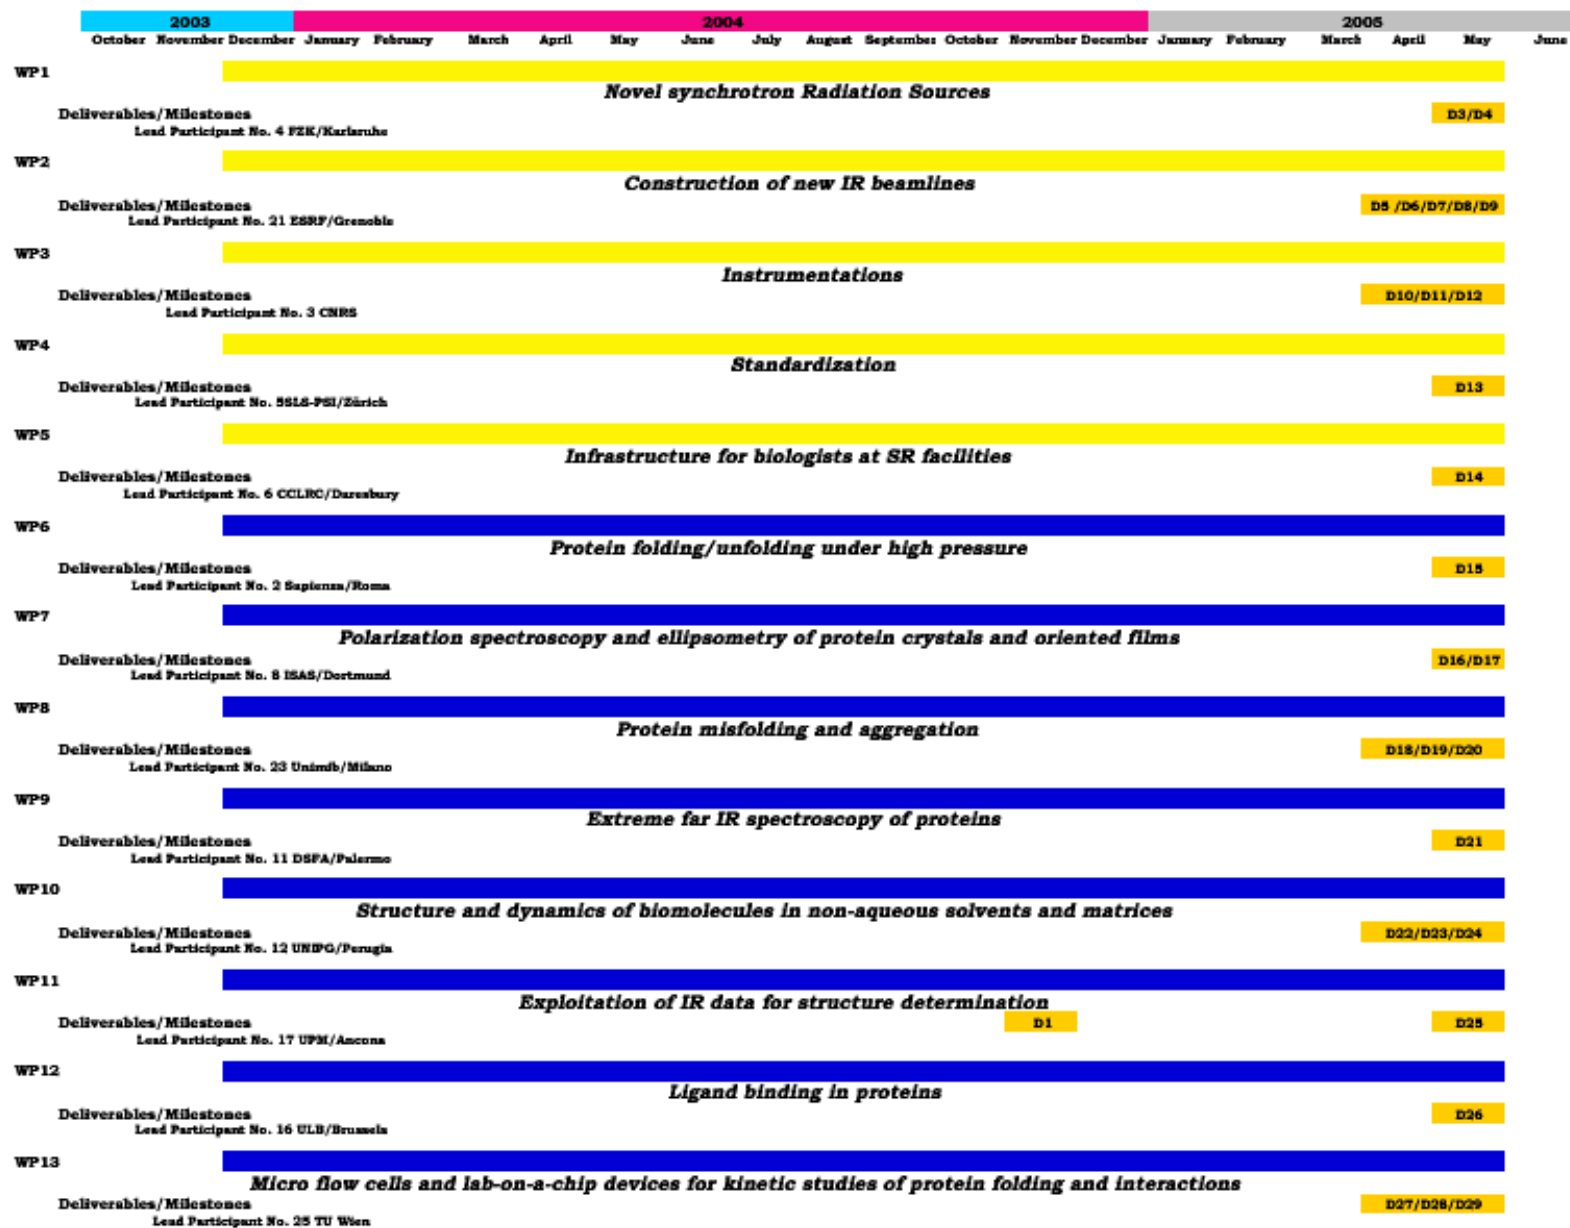 2003 2004 2005
October November December January February March April May June July August September October November December January February March April May June
WP1
Novel synchrotron Radiation Sources
Deliverables/Milestones D3/D4
Lead Participant No. 4 FZK/Karlsruhe
WP2
Construction of new IR beamlines
Deliverables/Milestones D5 /D6/D7/D8/D9
Lead Participant No. 21 ESRF/Grenoble
WP3
Instrumentations
Deliverables/Milestones D10/D11/D12
Lead Participant No. 3 CNRS
WP4
Standardization
Deliverables/Milestones D13
Lead Participant No. 5SLS-PSI/Zürich
WP5
Infrastructure for biologists at SR facilities
Deliverables/Milestones D14
Lead Participant No. 6 CCLRC/Daresbury
WP6
Protein folding/unfolding under high pressure
Deliverables/Milestones D15
Lead Participant No. 2 Sapienza/Roma
WP7
Polarization spectroscopy and ellipsometry of protein crystals and oriented films
Deliverables/Milestones D16/D17
Lead Participant No. 8 ISAS/Dortmund
WP8
Protein misfolding and aggregation
Deliverables/Milestones D18/D19/D20
Lead Participant No. 23 Unimib/Milano
WP9
Extreme far IR spectroscopy of proteins
Deliverables/Milestones D21
Lead Participant No. 11 DSFA/Palermo
WP10
Structure and dynamics of biomolecules in non-aqueous solvents and matrices
Deliverables/Milestones D22/D23/D24
Lead Participant No. 12 UNIPG/Perugia
WP11
Exploitation of IR data for structure determination
Deliverables/Milestones D1 D25
Lead Participant No. 17 UPM/Ancona
WP12
Ligand binding in proteins
Deliverables/Milestones D26
Lead Participant No. 16 ULB/Brussels
WP13
Micro flow cells and lab-on-a-chip devices for kinetic studies of protein folding and interactions
Deliverables/Milestones D27/D28/D29
Lead Participant No. 25 TU Wien